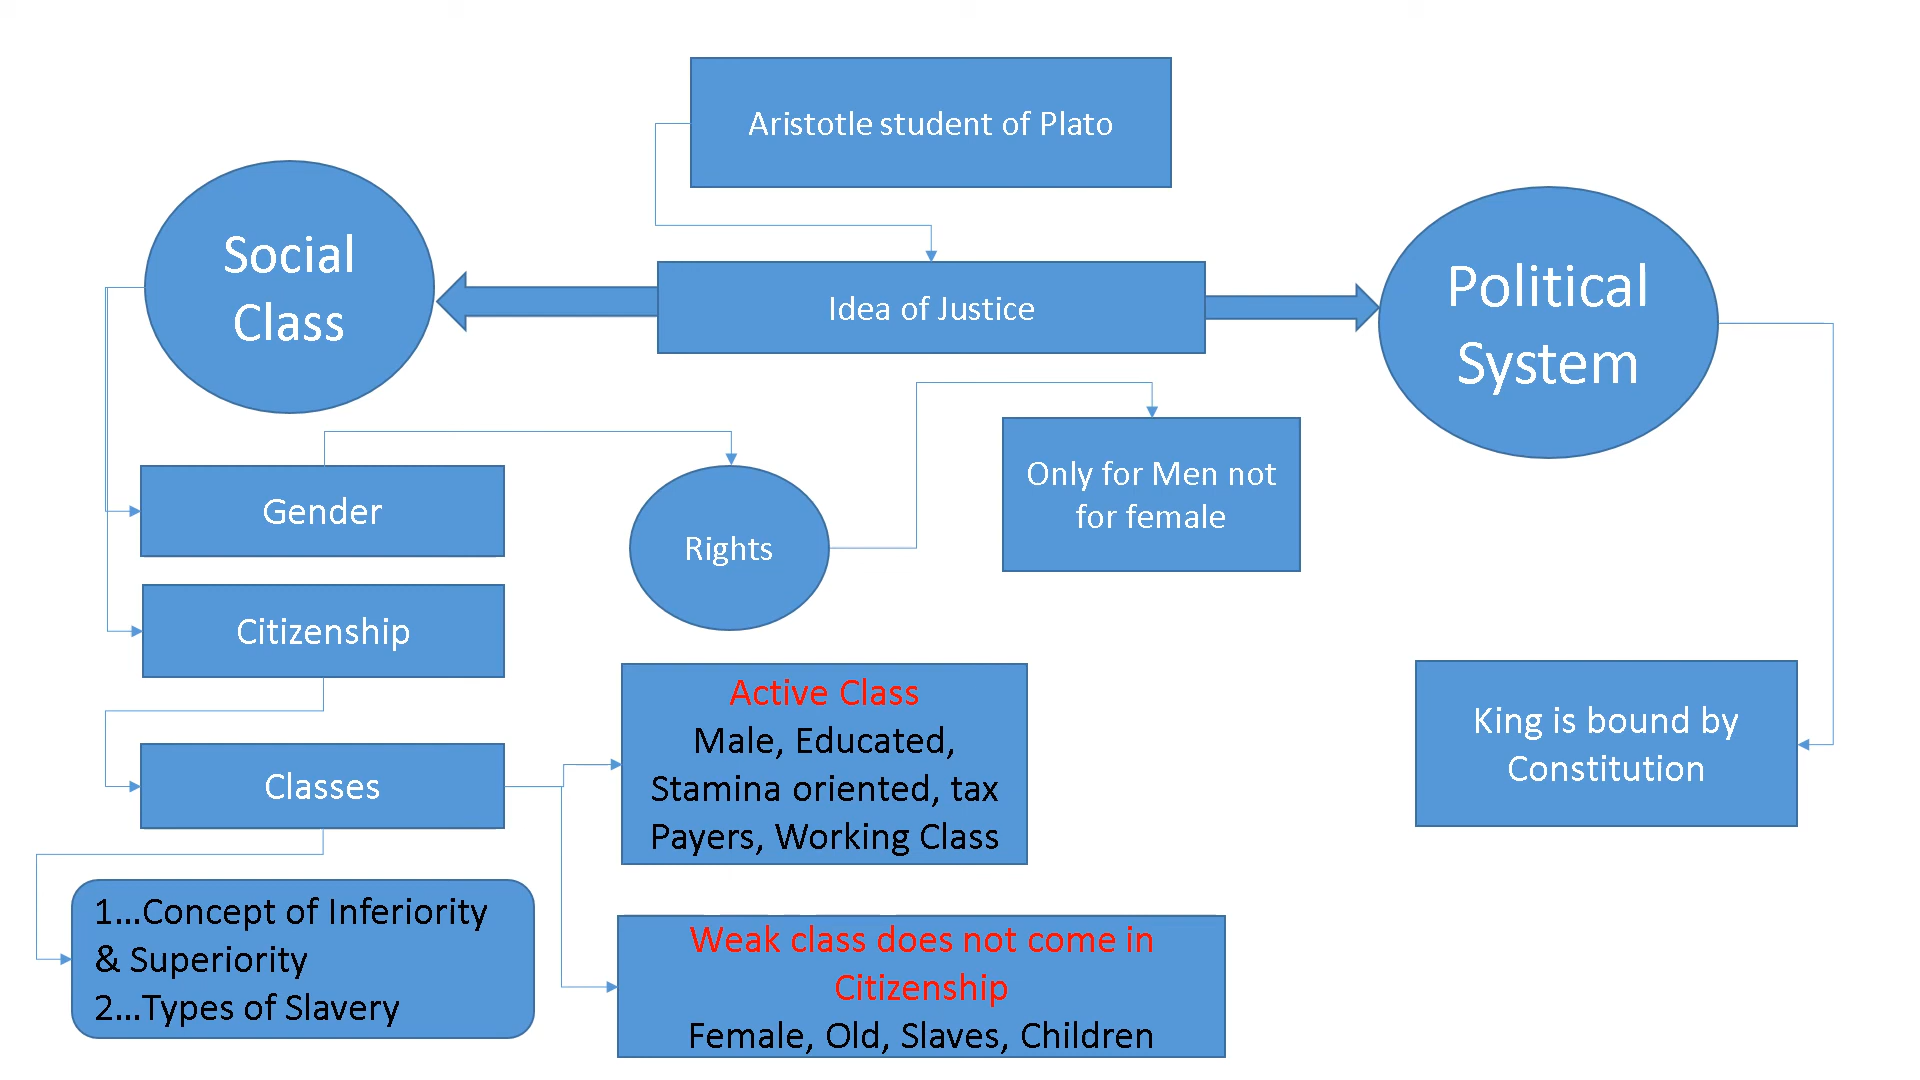 Aristotle student of Plato
Social
Class
Idea of Justice
Political
System
Gender
Rights
Only for Men not
for female
Citizenship
Classes
Active Class
Male, Educated,
Stamina oriented, tax
Payers, Working Class
King is bound by
Constitution
1...Concept of Inferiority
& Superiority
2...Types of Slavery
Weak class does not come in
Citizenship
Female, Old, Slaves, Children